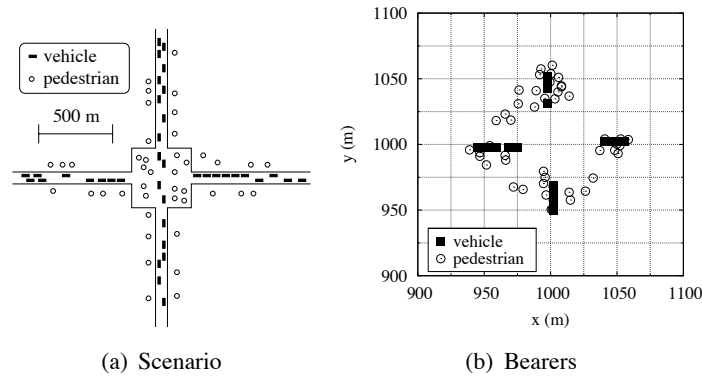 vehicle
pedestrian
500 m
(a) Scenario
1100
1050
1000
950
900
y (m)
vehicle
pedestrian
900 950 1000 1050 1100
x (m)
(b) Bearers